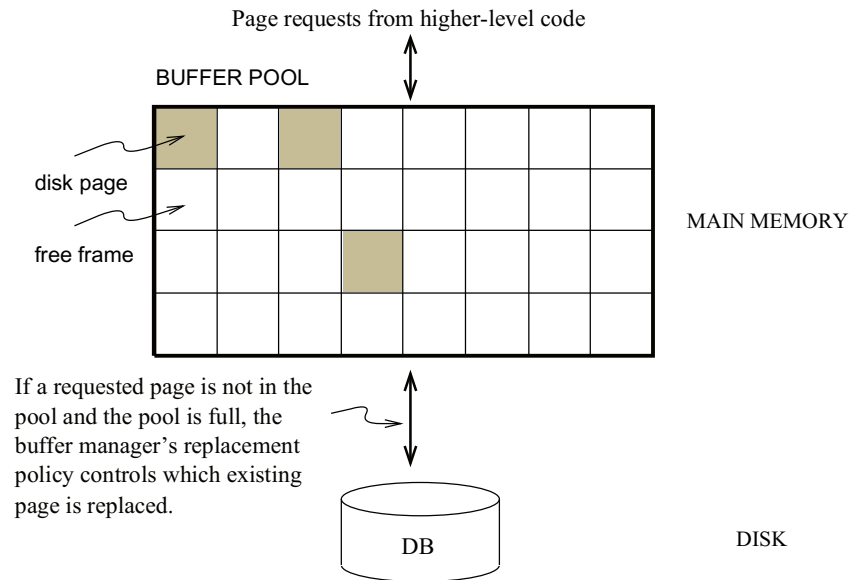 Page requests from higher-level code
BUFFER POOL
disk page
free frame
MAIN MEMORY
If a requested page is not in the
pool and the pool is full, the
buffer manager’s replacement
policy controls which existing
page is replaced.
DB
DISK